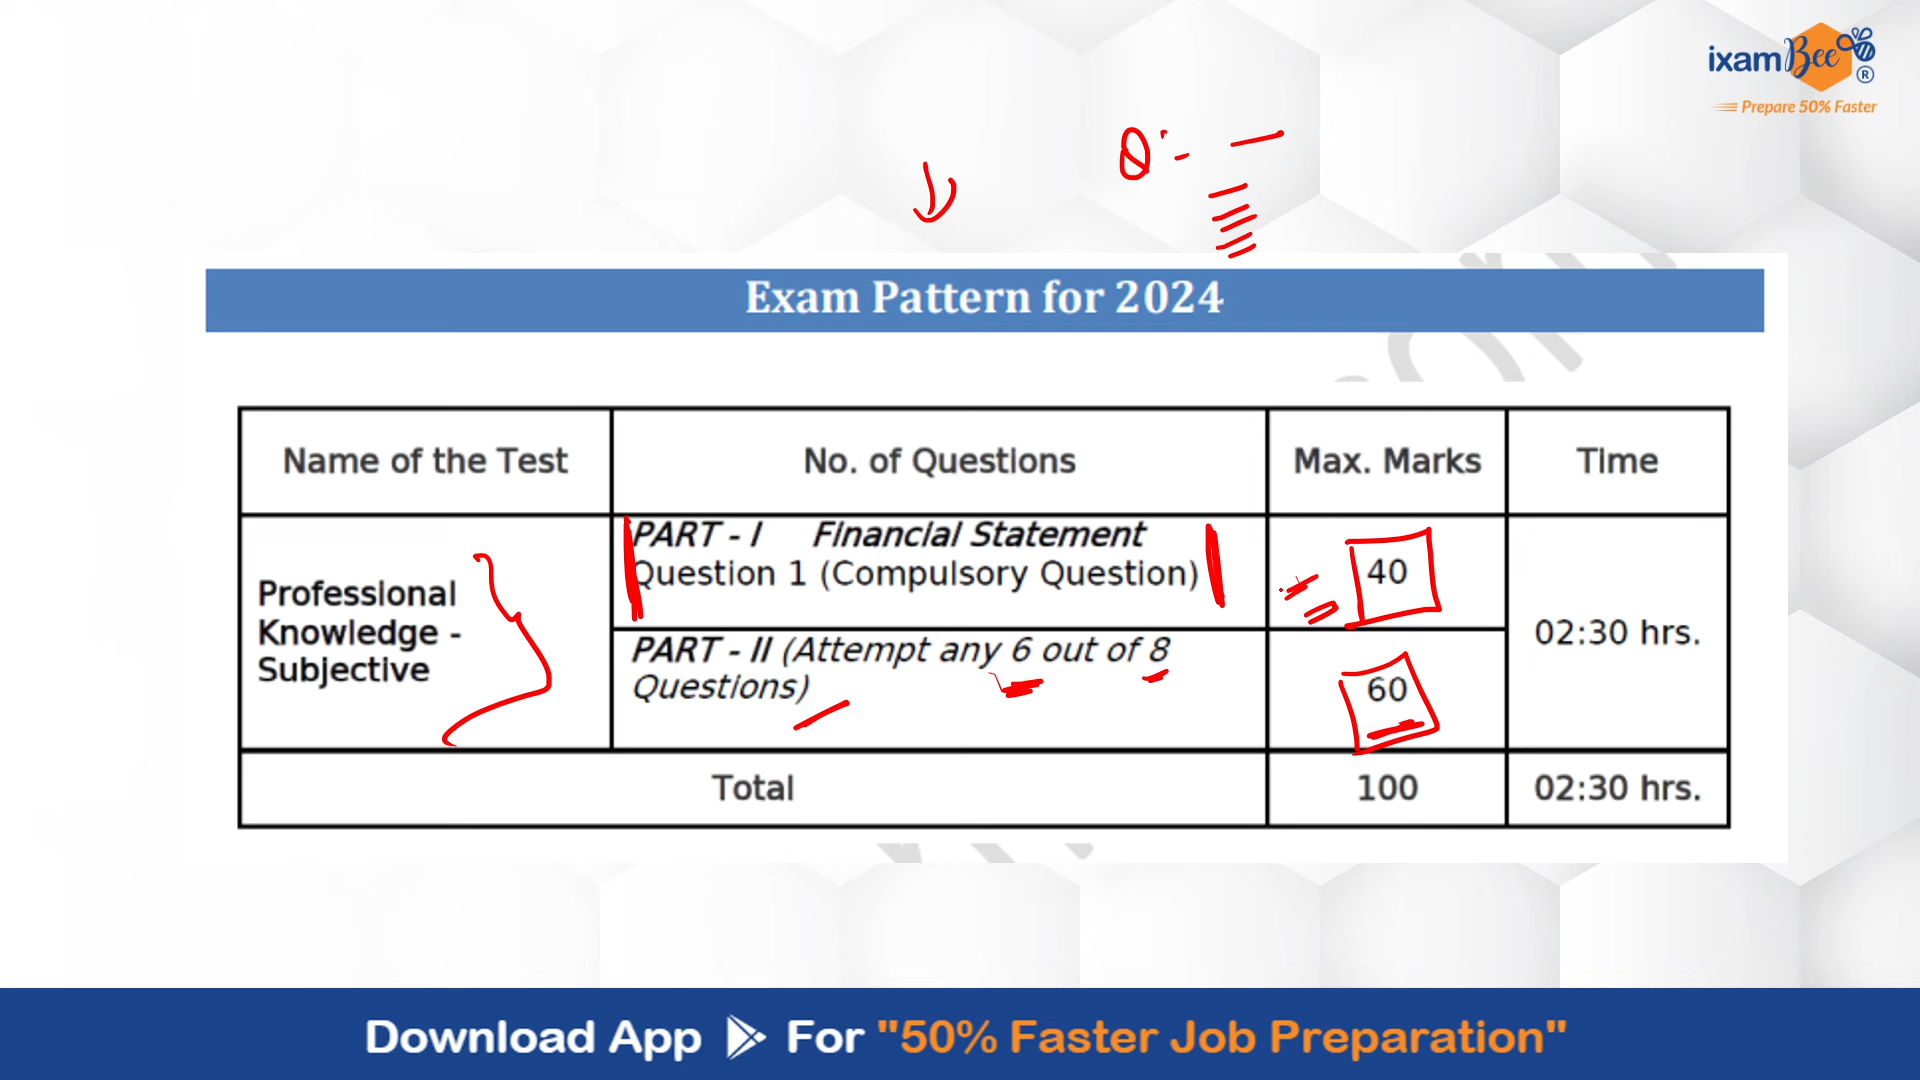 ixamBee
®
Prepare 50% Faster
Q:-
Exam Pattern for 2024
Name of the Test
No. of Questions
Max. Marks
Time
Professional
Knowledge -
Subjective
PART - I Financial Statement
Question 1 (Compulsory Question)
40
PART - II (Attempt any 6 out of 8
Questions)
60
02:30 hrs.
Total
100
02:30 hrs.
Download App For "50% Faster Job Preparation"